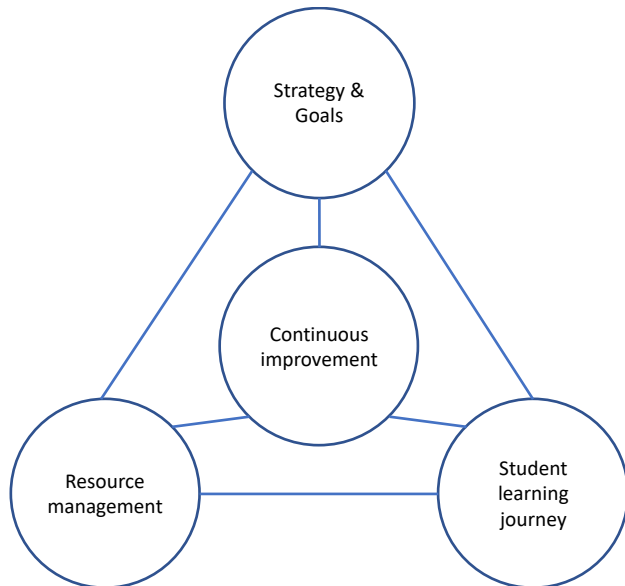 Strategy &
Goals
Continuous
improvement
Resource
management
Student
learning
journey